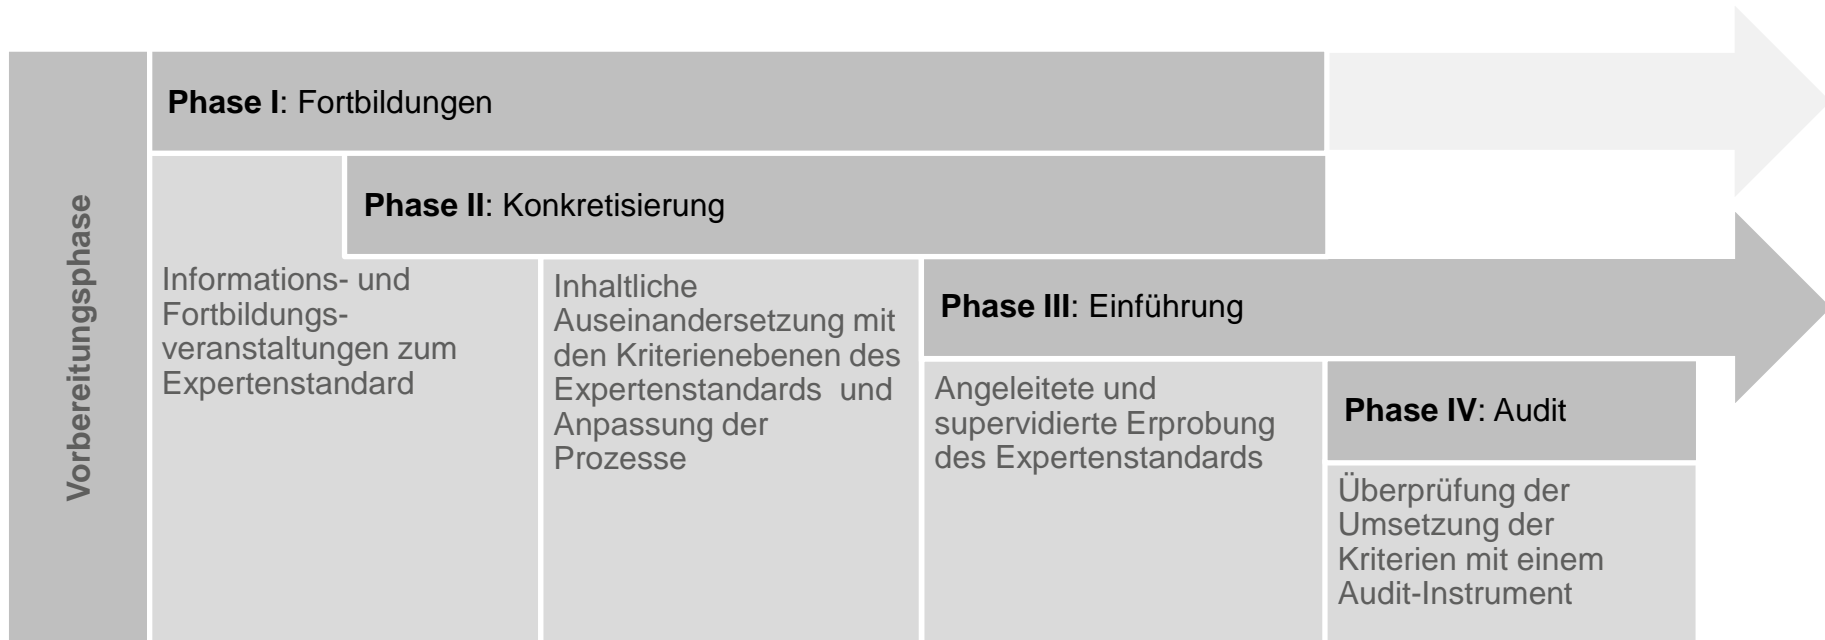 Vorbereitungsphase
Phase I: Fortbildungen
Phase II: Konkretisierung
Informations- und
Fortbildungs-
veranstaltungen zum
Expertenstandard
Inhaltliche
Auseinandersetzung mit
den Kriterienebenen des
Expertenstandards  und
Anpassung der
Prozesse
Phase III: Einführung
Angeleitete und
supervidierte Erprobung
des Expertenstandards
Phase IV: Audit
Überprüfung der
Umsetzung der
Kriterien mit einem
Audit-Instrument